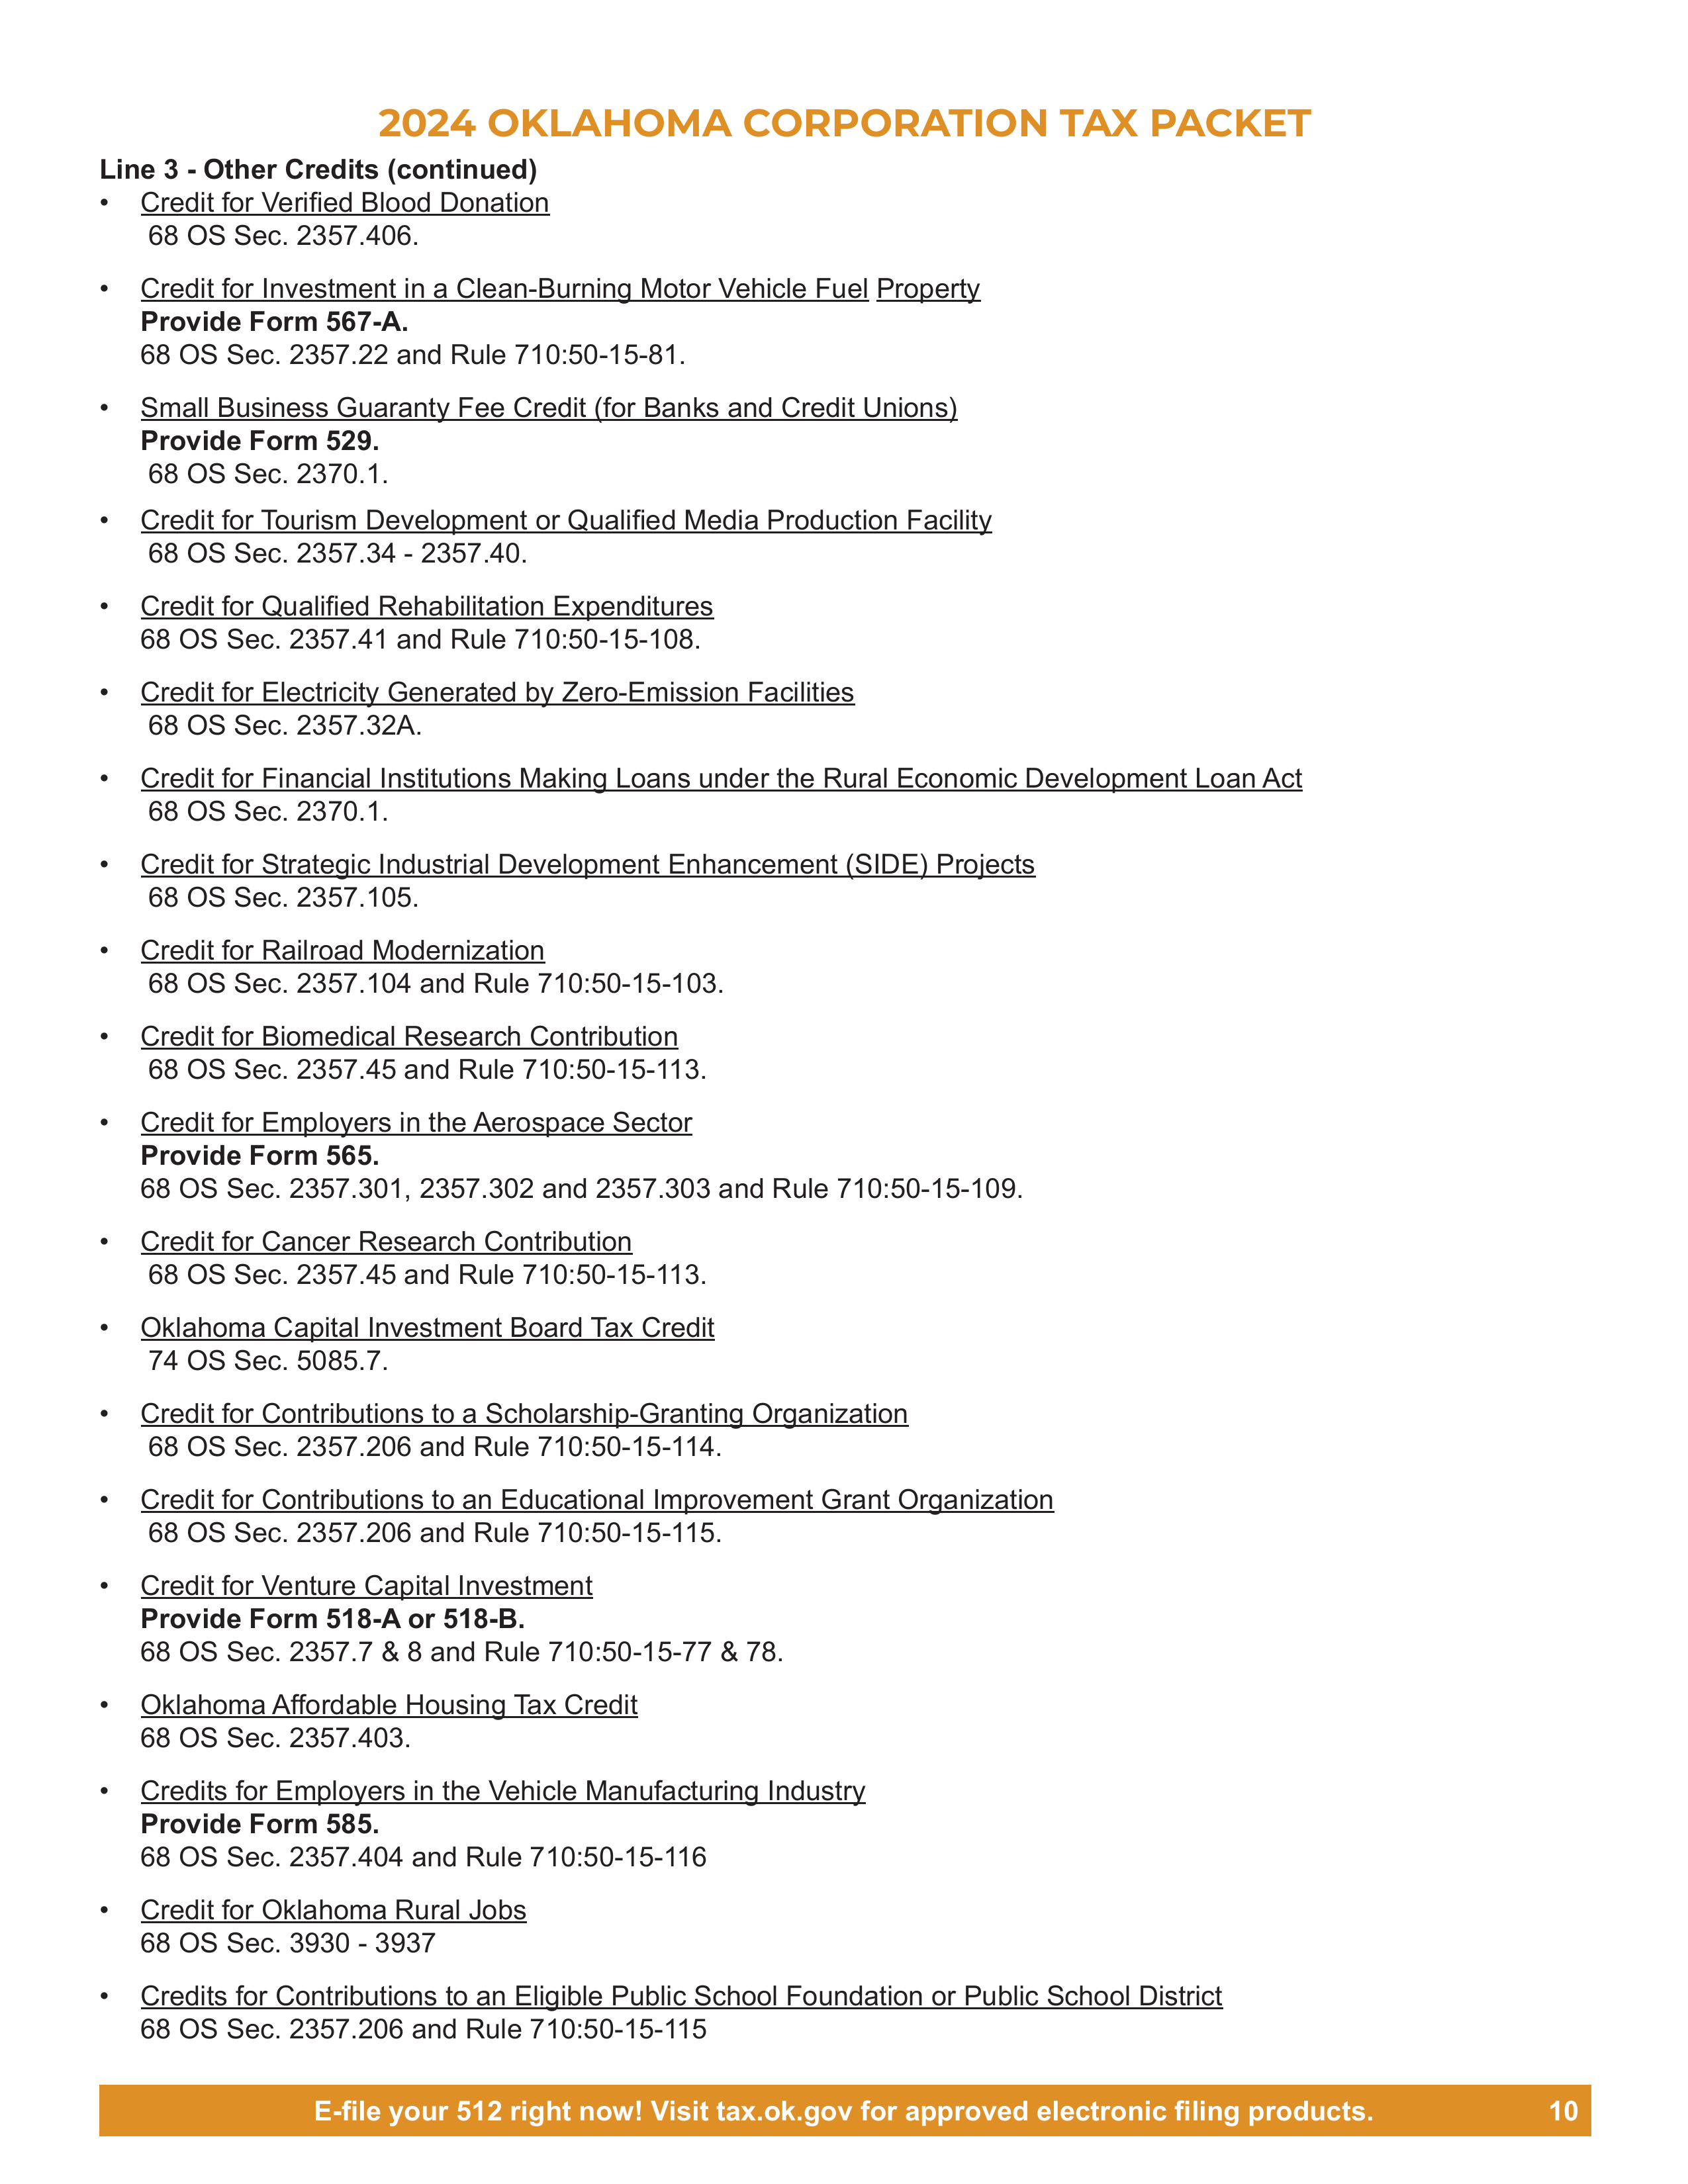 2024 OKLAHOMA CORPORATION TAX PACKET
Line 3 - Other Credits (continued)
• Credit for Verified Blood Donation
68 OS Sec. 2357.406.
• Credit for Investment in a Clean-Burning Motor Vehicle Fuel Property
Provide Form 567-A.
68 OS Sec. 2357.22 and Rule 710:50-15-81.
• Small Business Guaranty Fee Credit (for Banks and Credit Unions)
Provide Form 529.
68 OS Sec. 2370.1.
• Credit for Tourism Development or Qualified Media Production Facility
68 OS Sec. 2357.34 - 2357.40.
• Credit for Qualified Rehabilitation Expenditures
68 OS Sec. 2357.41 and Rule 710:50-15-108.
• Credit for Electricity Generated by Zero-Emission Facilities
68 OS Sec. 2357.32A.
• Credit for Financial Institutions Making Loans under the Rural Economic Development Loan Act
68 OS Sec. 2370.1.
• Credit for Strategic Industrial Development Enhancement (SIDE) Projects
68 OS Sec. 2357.105.
• Credit for Railroad Modernization
68 OS Sec. 2357.104 and Rule 710:50-15-103.
• Credit for Biomedical Research Contribution
68 OS Sec. 2357.45 and Rule 710:50-15-113.
• Credit for Employers in the Aerospace Sector
Provide Form 565.
68 OS Sec. 2357.301, 2357.302 and 2357.303 and Rule 710:50-15-109.
• Credit for Cancer Research Contribution
68 OS Sec. 2357.45 and Rule 710:50-15-113.
• Oklahoma Capital Investment Board Tax Credit
74 OS Sec. 5085.7.
• Credit for Contributions to a Scholarship-Granting Organization
68 OS Sec. 2357.206 and Rule 710:50-15-114.
• Credit for Contributions to an Educational Improvement Grant Organization
68 OS Sec. 2357.206 and Rule 710:50-15-115.
• Credit for Venture Capital Investment
Provide Form 518-A or 518-B.
68 OS Sec. 2357.7 & 8 and Rule 710:50-15-77 & 78.
• Oklahoma Affordable Housing Tax Credit
68 OS Sec. 2357.403.
• Credits for Employers in the Vehicle Manufacturing Industry
Provide Form 585.
68 OS Sec. 2357.404 and Rule 710:50-15-116
• Credit for Oklahoma Rural Jobs
68 OS Sec. 3930 - 3937
• Credits for Contributions to an Eligible Public School Foundation or Public School District
68 OS Sec. 2357.206 and Rule 710:50-15-115
E-file your 512 right now! Visit tax.ok.gov for approved electronic filing products. 10